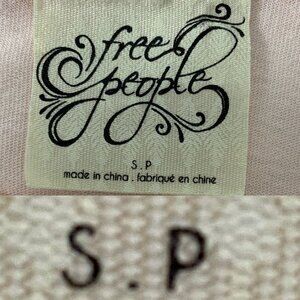 free
people
S.P
made in china . fabriqué en chine
S.P